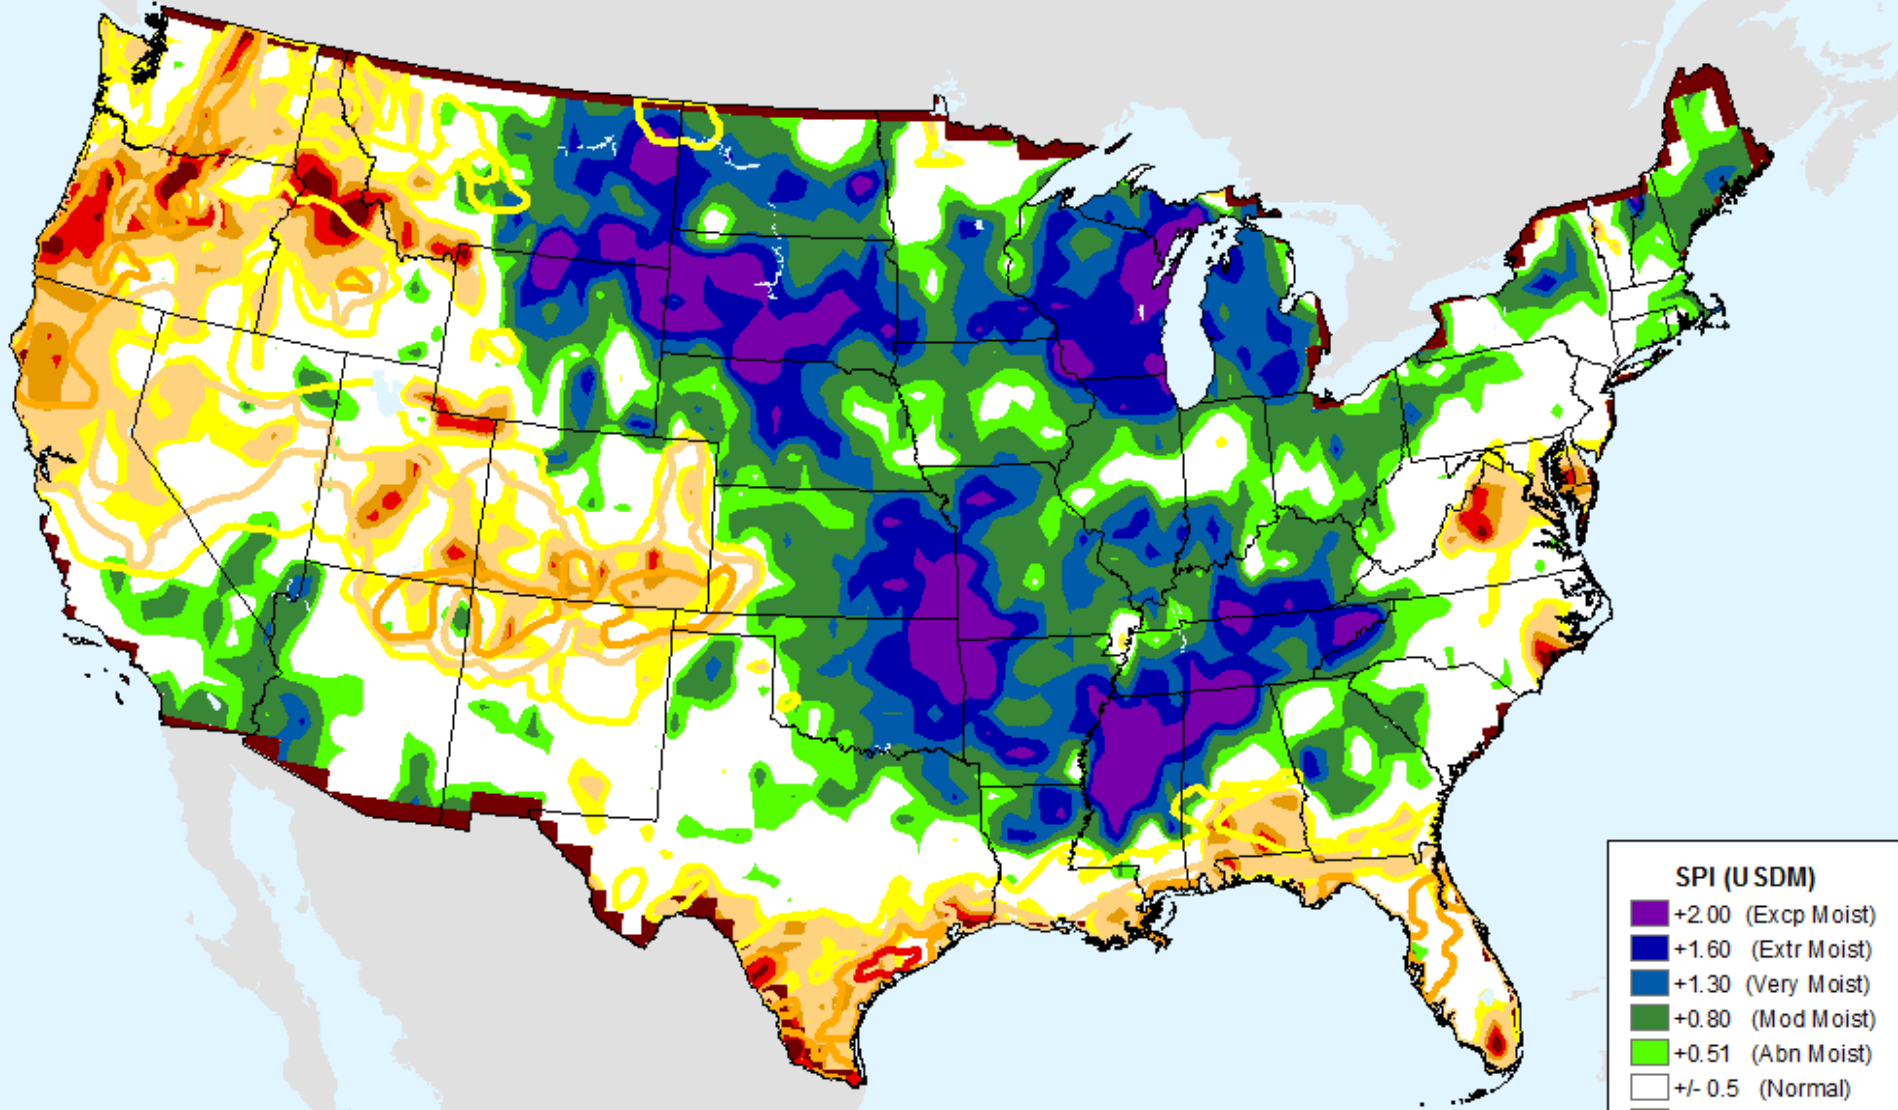 SPI (USDM)
+2.00 (Excp Moist)
+1.60 (Extr Moist)
+1.30 (Very Moist)
+0.80 (Mod Moist)
+0.51 (Abn Moist)
+/- 0.5 (Normal)